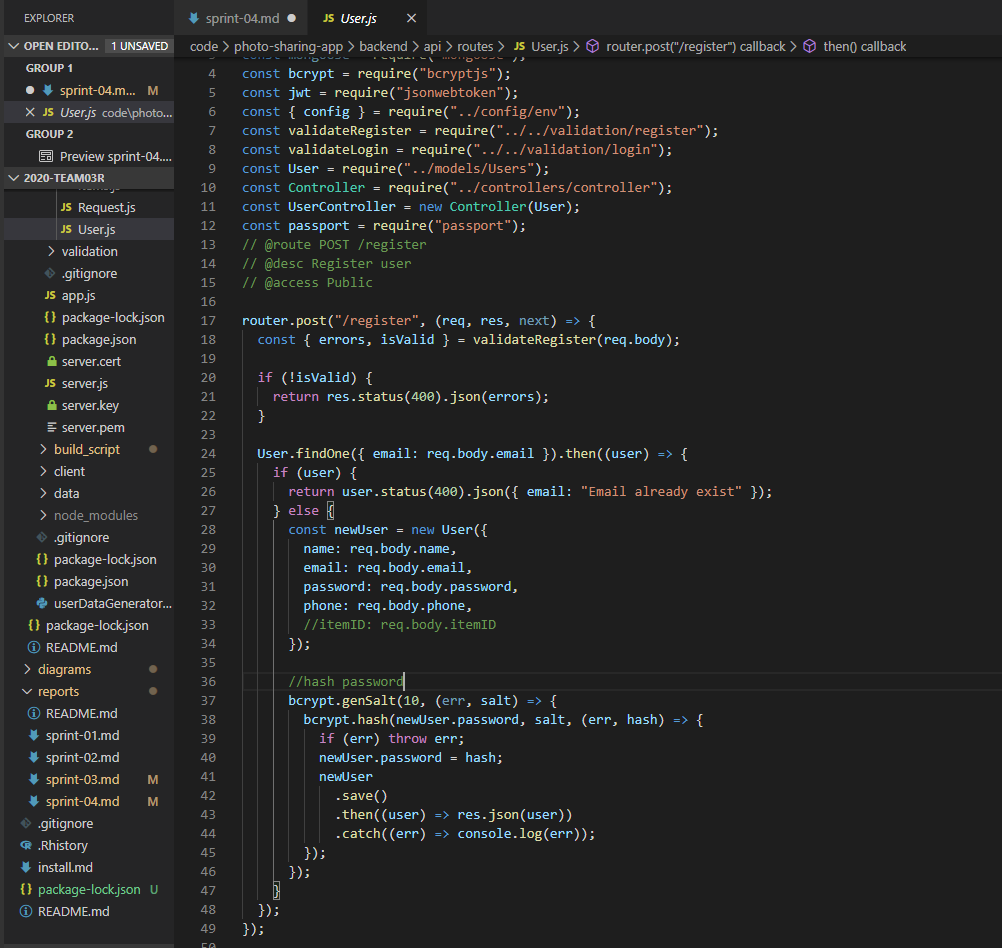 EXPLORER
OPEN EDITO... 1 UNSAVED
GROUP 1
sprint-04.m... M
JS User.js code\photo...
GROUP 2
Preview sprint-04....
2020-TEAM03R
JS Request.js
JS User.js
validation
.gitignore
JS app.js
{} package-lock.json
{} package.json
server.cert
JS server.js
server.key
server.pem
build_script
client
data
node_modules
.gitignore
{} package-lock.json
{} package.json
userDataGenerator...
{} package-lock.json
README.md
diagrams
reports
README.md
sprint-01.md
sprint-02.md
sprint-03.md M
sprint-04.md M
.gitignore
.Rhistory
install.md
{} package-lock.json U
README.md
sprint-04.md
JS User.js
code > photo-sharing-app > backend > api > routes > JS User.js > router.post("/register") callback > then() callback
4 const bcrypt = require("bcryptjs");
5 const jwt = require("jsonwebtoken");
6 const { config } = require("../config/env");
7 const validateRegister = require("../../validation/register");
8 const validateLogin = require("../../validation/login");
9 const User = require("../models/Users");
10 const Controller = require("../controllers/controller");
11 const UserController = new Controller(User);
12 const passport = require("passport");
13 // @route POST /register
14 // @desc Register user
15 // @access Public
16
17 router.post("/register", (req, res, next) => {
18 const { errors, isValid } = validateRegister(req.body);
19
20 if (!isValid) {
21 return res.status(400).json(errors);
22 }
23
24 User.findOne({ email: req.body.email }).then((user) => {
25 if (user) {
26 return user.status(400).json({ email: "Email already exist" });
27 } else {
28 const newUser = new User({
29 name: req.body.name,
30 email: req.body.email,
31 password: req.body.password,
32 phone: req.body.phone,
33 //itemID: req.body.itemID
34 });
35
36 //hash password
37 bcrypt.genSalt(10, (err, salt) => {
38 bcrypt.hash(newUser.password, salt, (err, hash) => {
39 if (err) throw err;
40 newUser.password = hash;
41 newUser
42 .save()
43 .then((user) => res.json(user))
44 .catch((err) => console.log(err));
45 });
46 });
47 }
48 });
49 });